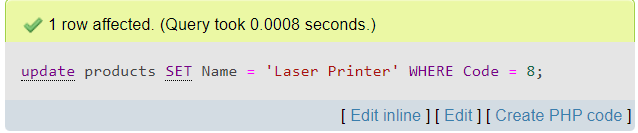 1 row affected. (Query took 0.0008 seconds.)
update products SET Name = 'Laser Printer' WHERE Code = 8;
[ Edit inline ] [ Edit ] [ Create PHP code ]